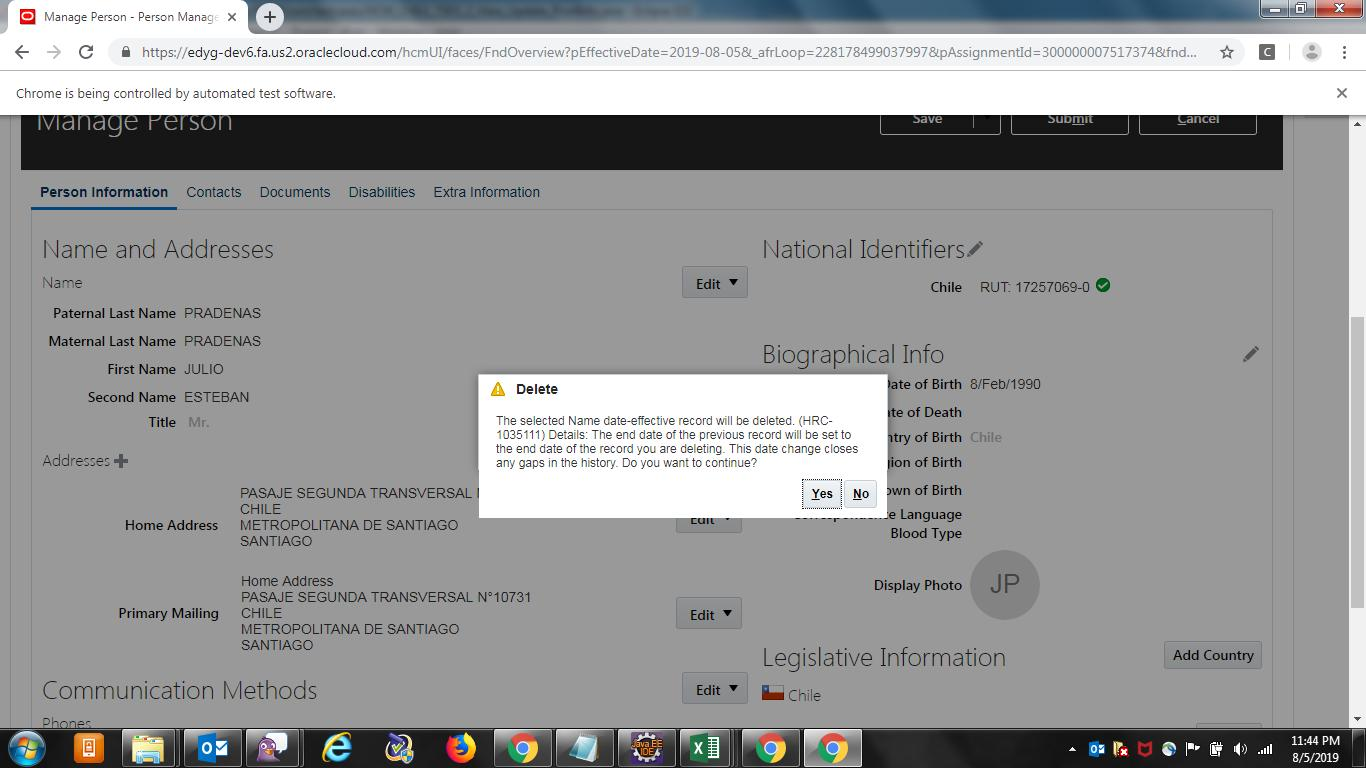 Manage Person - Person Manage
https://edyg-dev6.fa.us2.oraclecloud.com/hcmUI/faces/FndOverview?pEffectiveDate=2019-08-05&_afrLoop=228178499037997&pAssignmentId=300000007517374&fnd...
C
Chrome is being controlled by automated test software.
Manage Person
Save
Submit
Cancel
Person Information
Contacts
Documents
Disabilities
Extra Information
Name and Addresses
Name
Edit
Paternal Last Name PRADENAS
Maternal Last Name PRADENAS
First Name JULIO
Second Name ESTEBAN
Title Mr.
Addresses
Home Address
PASAJE SEGUNDA TRANSVERSAL
CHILE
METROPOLITANA DE SANTIAGO
SANTIAGO
Edit
Primary Mailing
Home Address
PASAJE SEGUNDA TRANSVERSAL N°10731
CHILE
METROPOLITANA DE SANTIAGO
SANTIAGO
Edit
Communication Methods
Edit
Phones
National Identifiers
Chile RUT: 17257069-0
Biographical Info
Date of Birth 8/Feb/1990
ate of Death
ntry of Birth Chile
gion of Birth
own of Birth
Correspondence Language
Blood Type
Display Photo JP
Legislative Information
Add Country
Chile
Delete
The selected Name date-effective record will be deleted. (HRC-
1035111) Details: The end date of the previous record will be set to
the end date of the record you are deleting. This date change closes
any gaps in the history. Do you want to continue?
Yes
No
Java EE
IDE
11:44 PM
8/5/2019